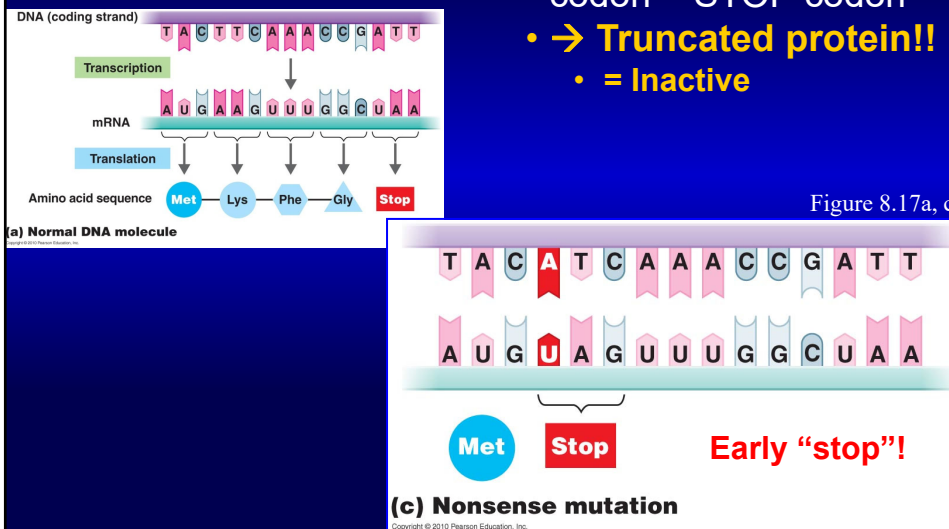 codon = STOP codon
• → Truncated protein!!
• = Inactive
DNA (coding strand)
T A C T T C A A A C C G A T T
Transcription
A U G A A G U U U G G C U A A
mRNA
Translation
Amino acid sequence Met Lys Phe Gly Stop
(a) Normal DNA molecule
Copyright © 2010 Pearson Education, Inc.
Figure 8.17a,
T A C A T C A A A C C G A T T
A U G U A G U U U G G C U A A
Met Stop Early “stop”!
(c) Nonsense mutation
Copyright © 2010 Pearson Education, Inc.